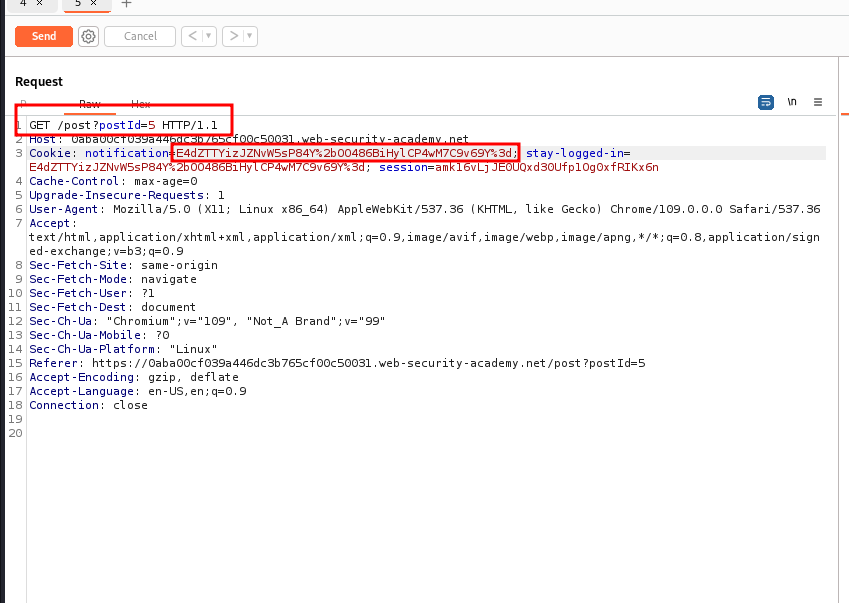 4 × 5 × +
Send Cancel < >
Request
Raw Hex
\n
1 GET /post?postId=5 HTTP/1.1
2 Host: 0aba00cf039a446dc3b765cf00c50031.web-security-academy.net
3 Cookie: notification=E4dZTTYizJZNvW5sP84Y%2bO0486BiHylCP4wM7C9v69Y%3d; stay-logged-in=
E4dZTTYizJZNvW5sP84Y%2bO0486BiHylCP4wM7C9v69Y%3d; session=amk16vLjJE0UQxd30Ufp1Og0xfRIKx6n
4 Cache-Control: max-age=0
5 Upgrade-Insecure-Requests: 1
6 User-Agent: Mozilla/5.0 (X11; Linux x86_64) AppleWebKit/537.36 (KHTML, like Gecko) Chrome/109.0.0.0 Safari/537.36
7 Accept:
text/html,application/xhtml+xml,application/xml;q=0.9,image/avif,image/webp,image/apng,*/*;q=0.8,application/sign
ed-exchange;v=b3;q=0.9
8 Sec-Fetch-Site: same-origin
9 Sec-Fetch-Mode: navigate
10 Sec-Fetch-User: ?1
11 Sec-Fetch-Dest: document
12 Sec-Ch-Ua: "Chromium";v="109", "Not_A Brand";v="99"
13 Sec-Ch-Ua-Mobile: ?0
14 Sec-Ch-Ua-Platform: "Linux"
15 Referer: https://0aba00cf039a446dc3b765cf00c50031.web-security-academy.net/post?postId=5
16 Accept-Encoding: gzip, deflate
17 Accept-Language: en-US,en;q=0.9
18 Connection: close
19
20